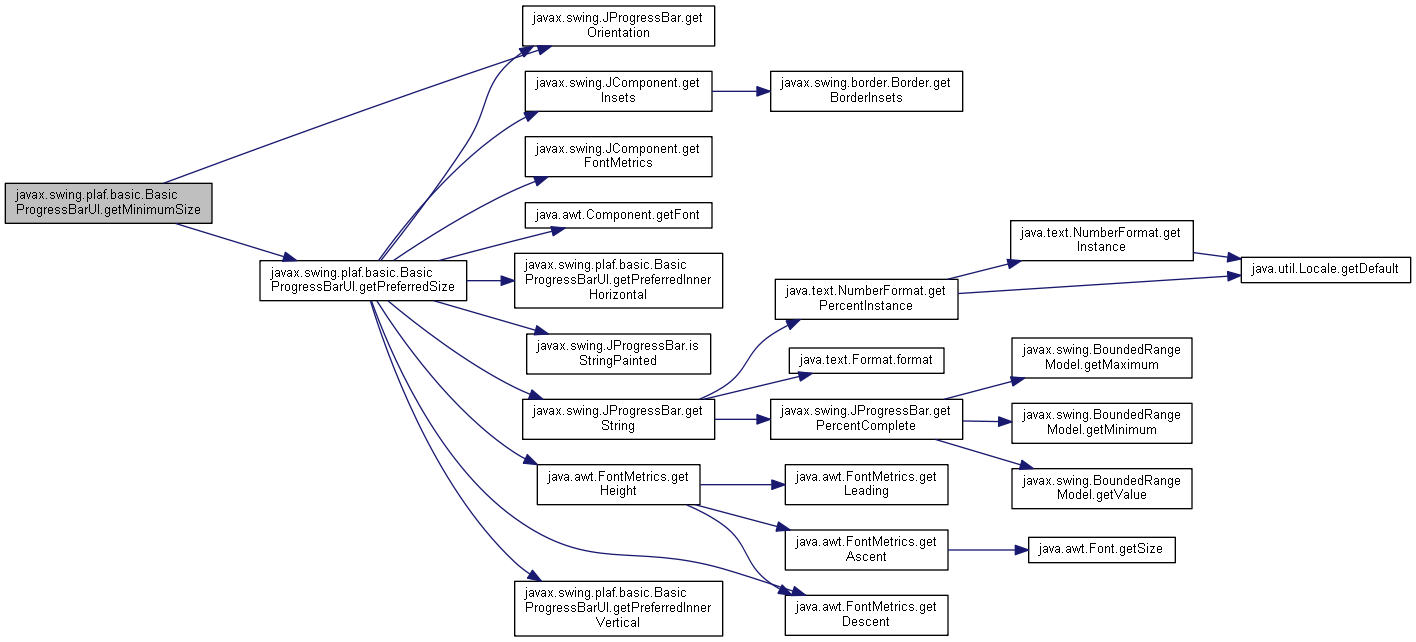 javax.swing.plaf.basic.Basic
ProgressBarUI.getMinimumSize
javax.swing.plaf.basic.Basic
ProgressBarUI.getPreferredSize
javax.swing.JProgressBar.get
Orientation
javax.swing.JComponent.get
Insets
javax.swing.JComponent.get
FontMetrics
java.awt.Component.getFont
javax.swing.plaf.basic.Basic
ProgressBarUI.getPreferredInner
Horizontal
javax.swing.JProgressBar.is
StringPainted
javax.swing.JProgressBar.get
String
java.awt.FontMetrics.get
Height
javax.swing.plaf.basic.Basic
ProgressBarUI.getPreferredInner
Vertical
javax.swing.border.Border.get
BorderInsets
java.text.NumberFormat.get
PercentInstance
java.text.Format.format
javax.swing.JProgressBar.get
PercentComplete
java.awt.FontMetrics.get
Leading
java.awt.FontMetrics.get
Ascent
java.awt.FontMetrics.get
Descent
java.text.NumberFormat.get
Instance
javax.swing.BoundedRange
Model.getMaximum
javax.swing.BoundedRange
Model.getMinimum
javax.swing.BoundedRange
Model.getValue
java.awt.Font.getSize
java.util.Locale.getDefault